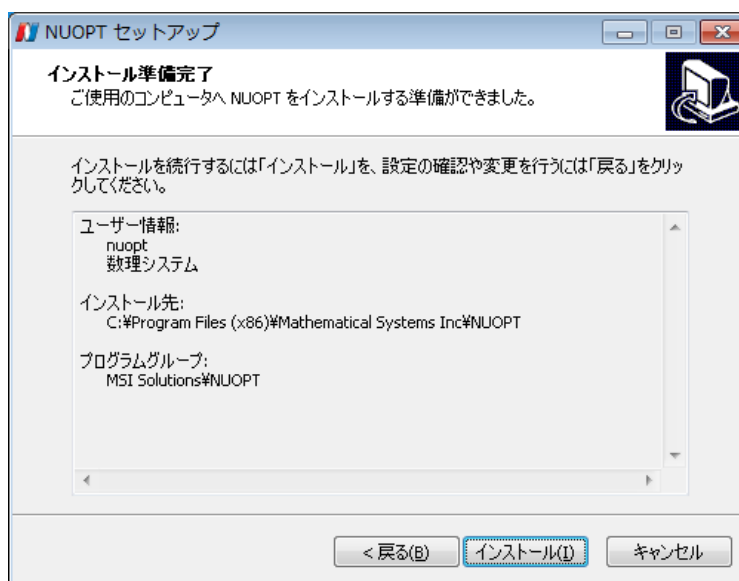 NUOPT セットアップ
インストール準備完了
ご使用のコンピュータへ NUOPT をインストールする準備ができました。
インストールを続行するには「インストール」を、設定の確認や変更を行うには「戻る」をクリッ
クしてください。
ユーザー情報:
nuopt
数理システム
インストール先:
C:¥Program Files (x86)¥Mathematical Systems Inc¥NUOPT
プログラムグループ:
MSI Solutions¥NUOPT
< 戻る(B)
インストール(I)
キャンセル